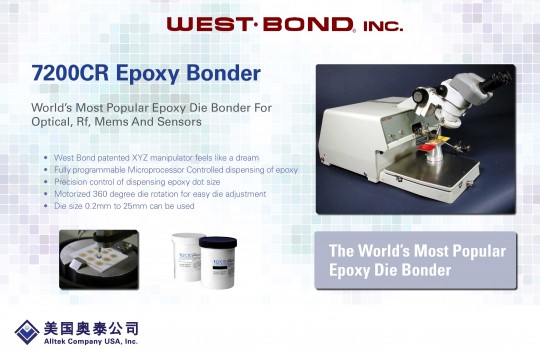 WEST·BOND® INC.
7200CR Epoxy Bonder
World's Most Popular Epoxy Die Bonder For
Optical, Rf, Mems And Sensors
• West Bond patented XYZ manipulator feels like a dream
• Fully programmable Microprocessor Controlled dispensing of epoxy
• Precision control of dispensing epoxy dot size
• Motorized 360 degree die rotation for easy die adjustment
• Die size 0.2mm to 25mm can be used
The World's Most Popular
Epoxy Die Bonder
美国奥泰公司
Alltek Company USA, Inc.